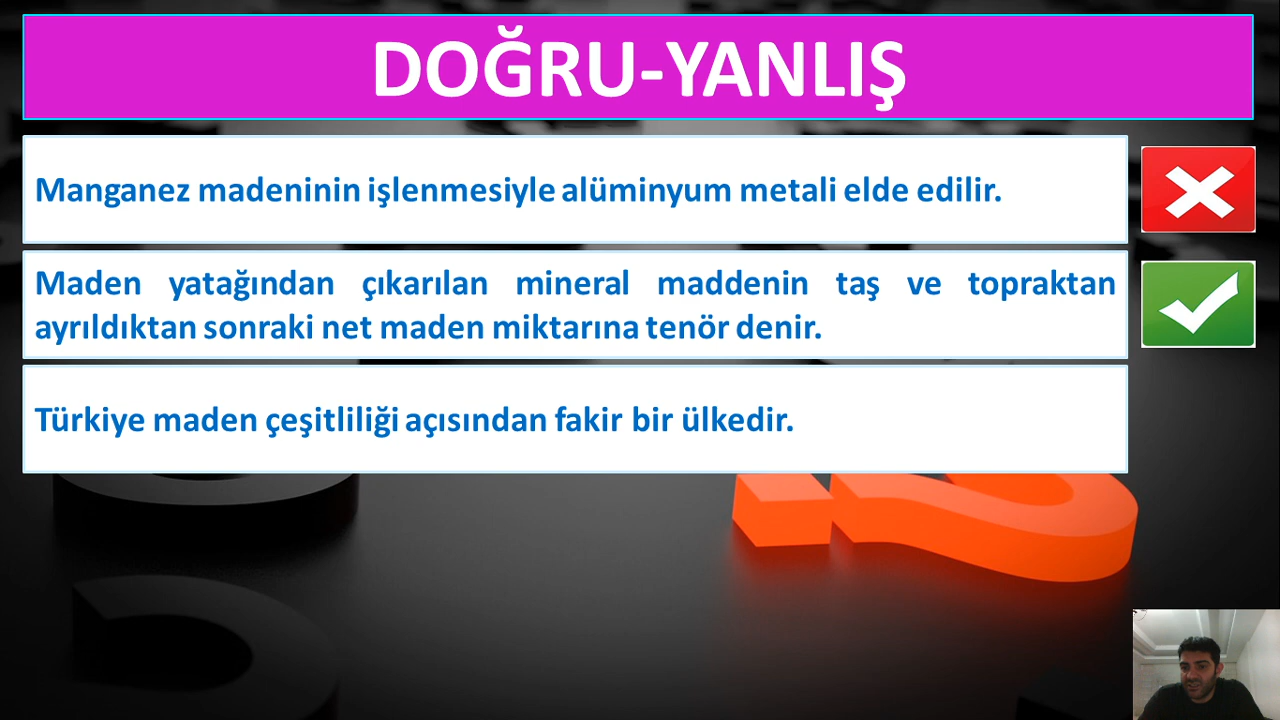 DOĞRU-YANLIŞ
Manganez madeninin işlenmesiyle alüminyum metali elde edilir.
Maden yatağından çıkarılan mineral maddenin taş ve topraktan
ayrıldıktan sonraki net maden miktarına tenör denir.
Türkiye maden çeşitliliği açısından fakir bir ülkedir.